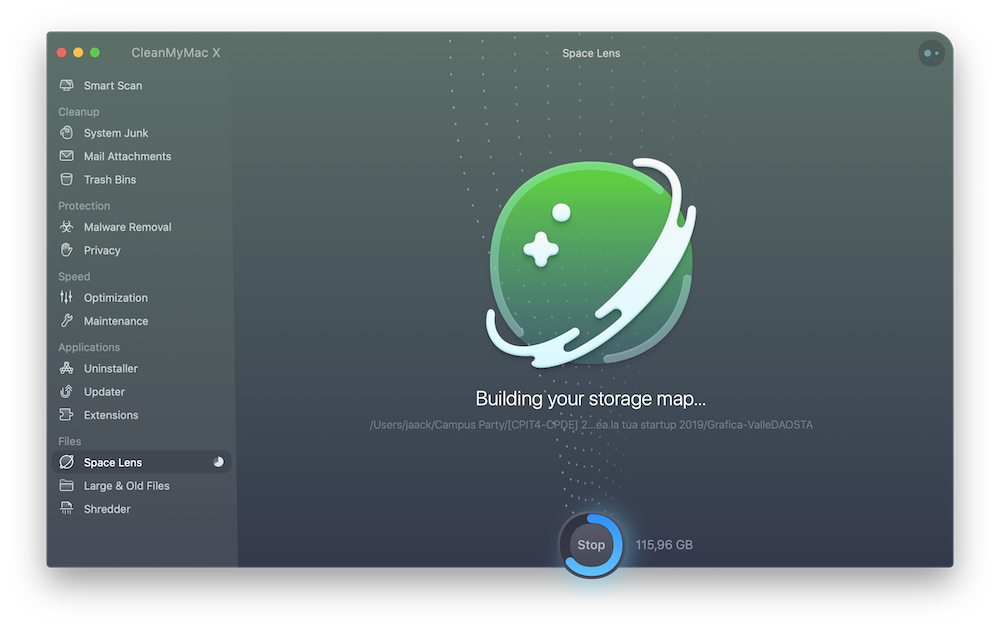 CleanMyMac X
Space Lens
Smart Scan
Cleanup
System Junk
Mail Attachments
Trash Bins
Protection
Malware Removal
Privacy
Speed
Optimization
Maintenance
Applications
Uninstaller
Updater
Extensions
Files
Space Lens
Large & Old Files
Shredder
Building your storage map...
/Users/jaack/Campus Party/[CPIT4-CPDE] 2...éa.la tua startup 2019/Grafica-ValleDAOSTA
Stop
115,96 GB